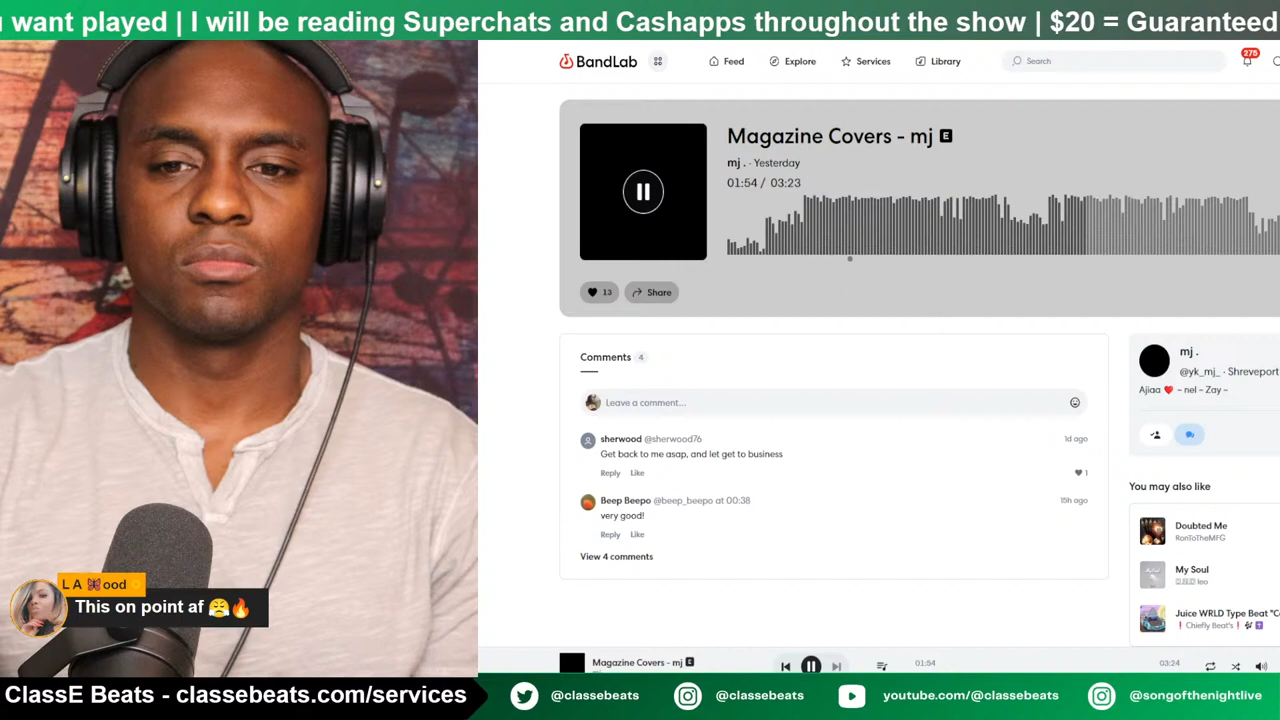 u want played | I will be reading Superchats and Cashapps throughout the show | $20 = Guaranteed
BandLab
Feed
Explore
Services
Library
Search
275
Magazine Covers - mj E
mj . · Yesterday
01:54 / 03:23
13
Share
Comments 4
Leave a comment...
sherwood @sherwood76
1d ago
Get back to me asap, and let get to business
Reply Like
1
Beep Beepo @beep_beepo at 00:38
15h ago
very good!
Reply Like
View 4 comments
mj .
@yk_mj_ · Shreveport
Ajiaa ❤️ ~ nel ~ Zay ~
You may also like
Doubted Me
RonToTheMFG
My Soul
leo
Juice WRLD Type Beat "C
❗ Chiefly Beat's ❗
L A 🦋ood
This on point af 😤🔥
Magazine Covers - mj E
01:54
03:24
ClassE Beats - classebeats.com/services
@classebeats
@classebeats
youtube.com/@classebeats
@songofthenightlive